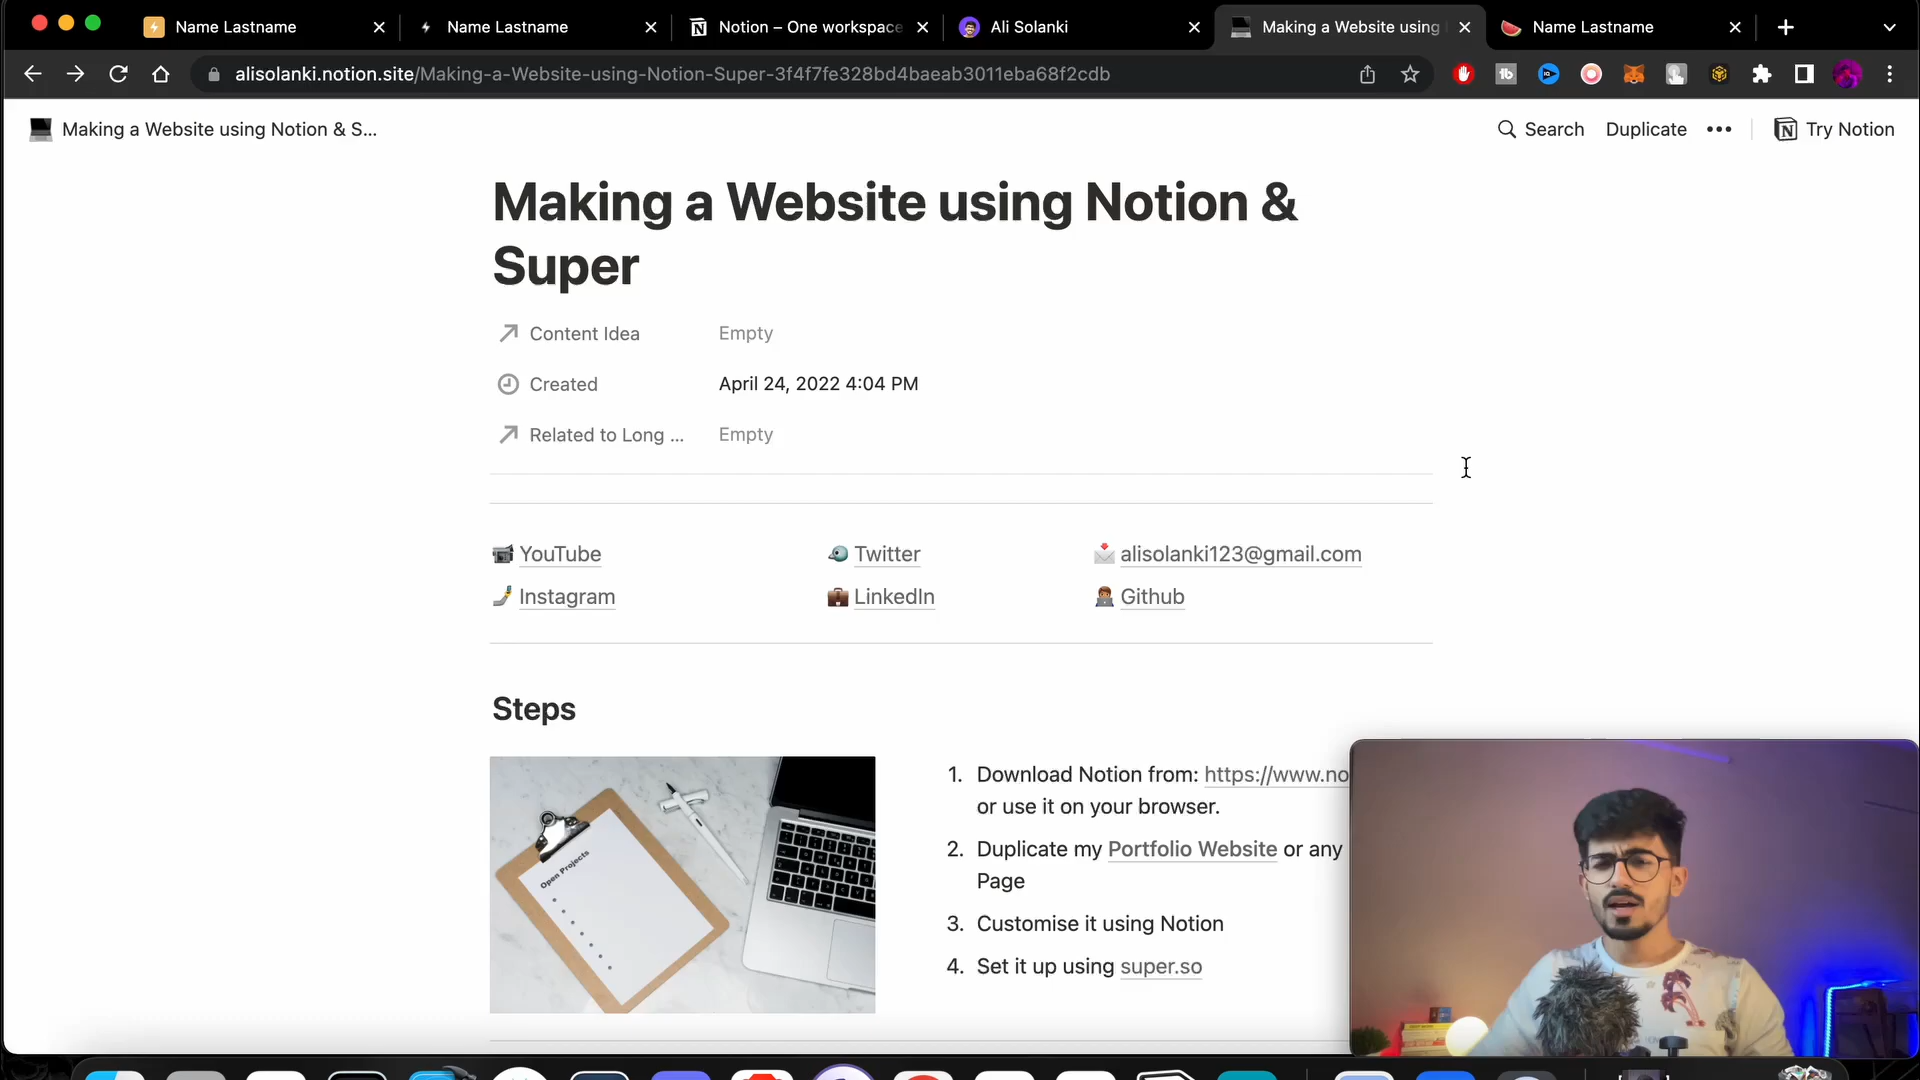 Name Lastname
Name Lastname
Notion – One workspace
Ali Solanki
Making a Website using
Name Lastname
alisolanki.notion.site/Making-a-Website-using-Notion-Super-3f4f7fe328bd4baeab3011eba68f2cdb
Making a Website using Notion & S...
Search
Duplicate
Try Notion
Making a Website using Notion &
Super
Content Idea
Empty
Created
April 24, 2022 4:04 PM
Related to Long ...
Empty
YouTube
Twitter
alisolanki123@gmail.com
Instagram
LinkedIn
Github
Steps
Open Projects
1. Download Notion from: https://www.no
or use it on your browser.
2. Duplicate my Portfolio Website or any
Page
3. Customise it using Notion
4. Set it up using super.so